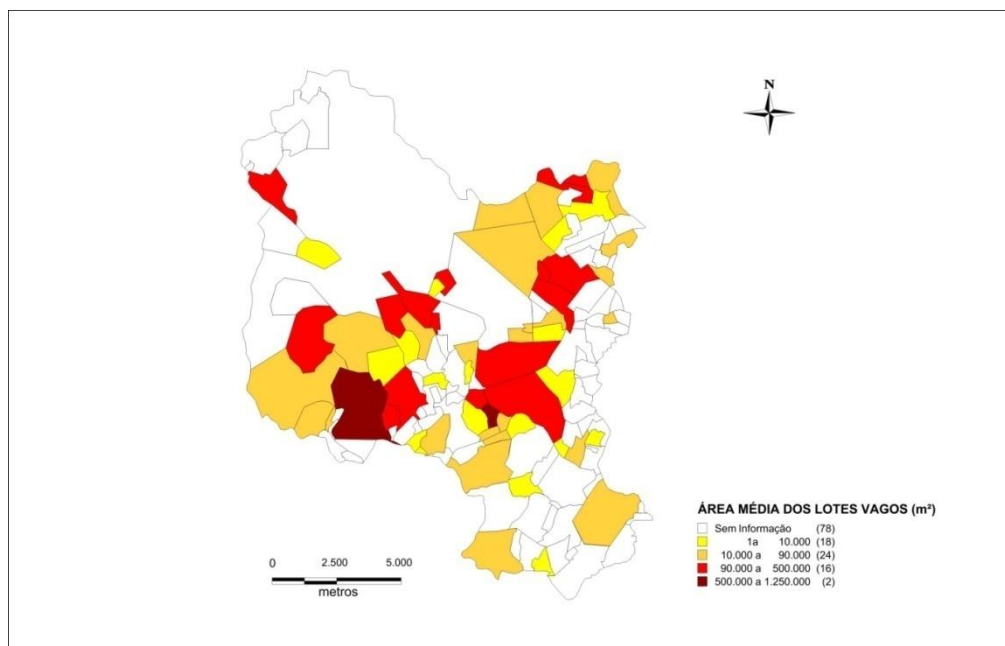 N
ÁREA MÉDIA DOS LOTES VAGOS (m²)
Sem Informação (78)
1a 10.000 (18)
10.000 a 90.000 (24)
90.000 a 500.000 (16)
500.000 a 1.250.000 (2)
0 2.500 5.000
metros